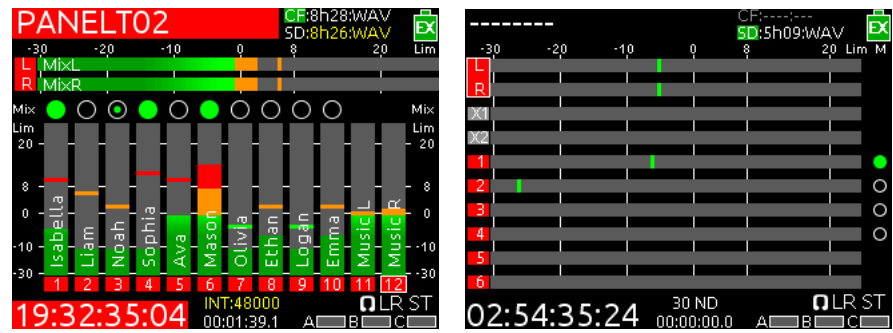 PANELT02
CF:8h28:WAV
SD:8h26:WAV
EX
-30 -20 -10 0 8 20 Lim
L MixL
R MixR
Mix Mix
Lim Lim
20 20
8 8
0 0
-10 -10
-30 -30
Isabella
Liam
Noah
Sophia
Ava
Mason
Olivia
Ethan
Logan
Emma
Music L
Music R
1 2 3 4 5 6 7 8 9 10 11 12
19:32:35:04
INT:48000
00:01:39.1
LR ST
A B C
--------
CF:----:---
SD:5h09:WAV
EX
-30 -20 -10 0 8 20 Lim M
L
R
X1
X2
1
2
3
4
5
6
02:54:35:24
30 ND
00:00:00.0
LR ST
A B C